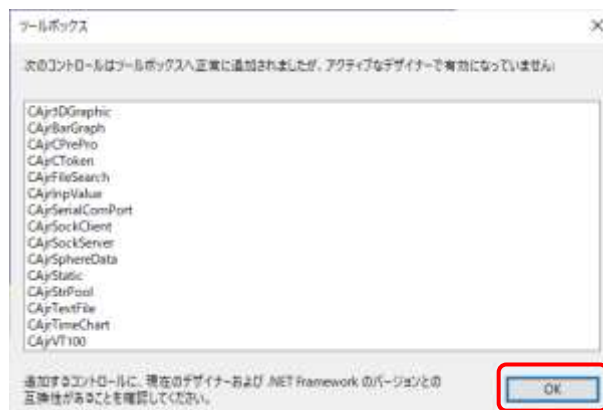 ツールボックス
次のコントロールはツールボックスへ正常に追加されましたが、アクティブなデザイナーで有効になっていません:
CAjr3DGraphic
CAjrBarGraph
CAjrCPrePro
CAjrCToken
CAjrFileSearch
CAjrInpValue
CAjrSerialComPort
CAjrSockClient
CAjrSockServer
CAjrSphereData
CAjrStatic
CAjrStrPool
CAjrTextFile
CAjrTimeChart
CAjrVT100
追加するコントロールに、現在のデザイナーおよび .NET Framework のバージョンとの
互換性があることを確認してください。
OK